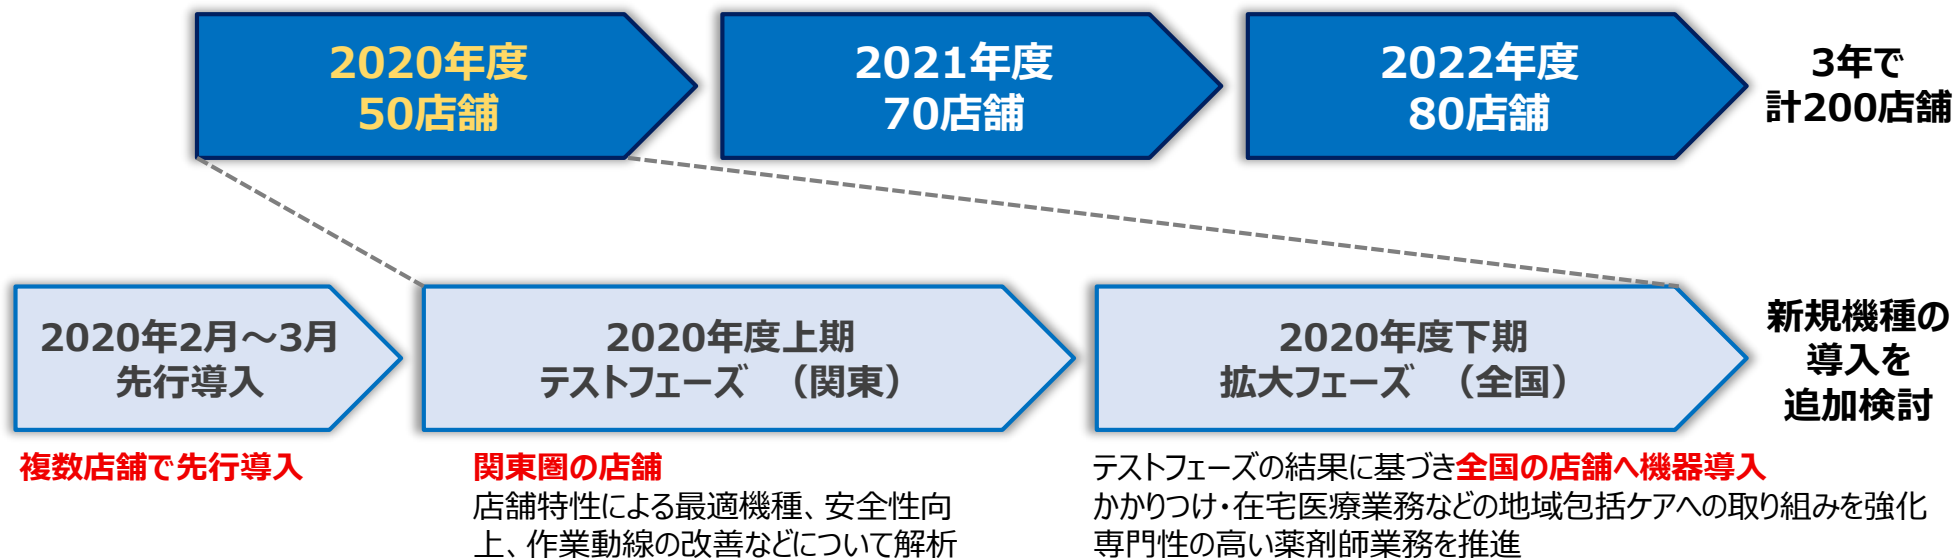 2020年度
50店舗
2021年度
70店舗
2022年度
80店舗
3年で
計200店舗
2020年2月～3月
先行導入
2020年度上期
テストフェーズ　（関東）
2020年度下期
拡大フェーズ　（全国）
新規機種の
導入を
追加検討
複数店舗で先行導入
関東圏の店舗
店舗特性による最適機種、安全性向
上、作業動線の改善などについて解析
テストフェーズの結果に基づき全国の店舗へ機器導入
かかりつけ・在宅医療業務などの地域包括ケアへの取り組みを強化
専門性の高い薬剤師業務を推進